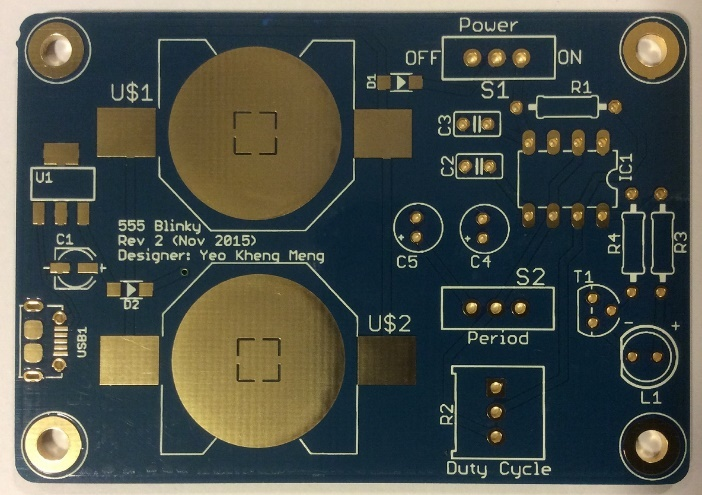 Power
OFF ON
S1
D1
U$1
R1
C3
C2
IC1
U1
555 Blinky
Rev 2 (Nov 2015)
Designer: Yeo Kheng Meng
C1
+
C5
+
C4
+
R4
R3
D2
S2
Period
T1
USB1
U$2
- +
L1
R2
Duty Cycle